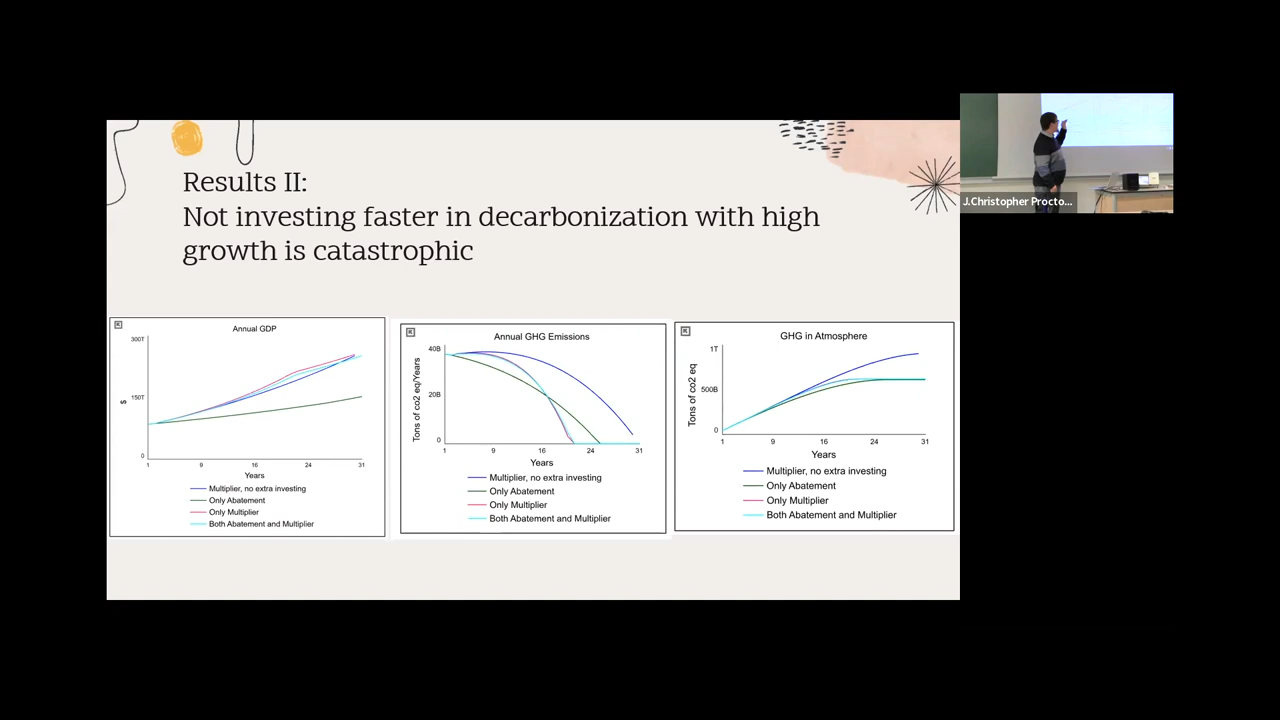 Results II:
Not investing faster in decarbonization with high
growth is catastrophic
J.Christopher Procto...
Annual GDP
300T
150T
0
$
1 9 16 24 31
Years
Multiplier, no extra investing
Only Abatement
Only Multiplier
Both Abatement and Multiplier
Annual GHG Emissions
40B
20B
0
Tons of co2 eq/Years
1 9 16 24 31
Years
Multiplier, no extra investing
Only Abatement
Only Multiplier
Both Abatement and Multiplier
GHG in Atmosphere
1T
500B
0
Tons of co2 eq
1 9 16 24 31
Years
Multiplier, no extra investing
Only Abatement
Only Multiplier
Both Abatement and Multiplier